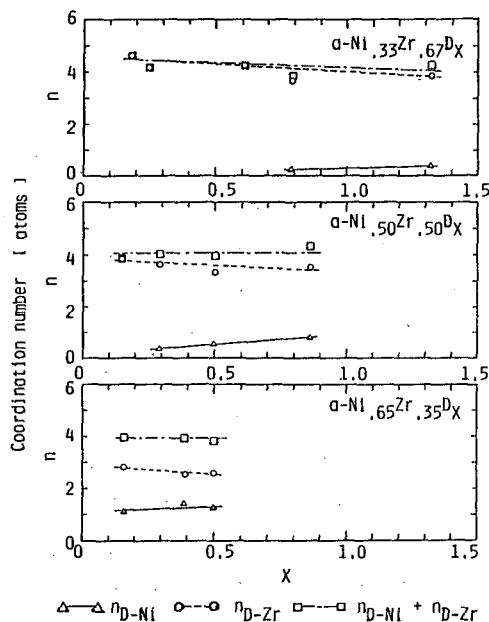 6
a-Ni.33Zr.67DX
4
n
2
0
0 0.5 1.0 1.5
6
a-Ni.50Zr.50DX
4
n
2
0
0 0.5 1.0 1.5
6
a-Ni.65Zr.35DX
4
n
2
0
0 0.5 1.0 1.5
X
Coordination number [ atoms ]
nD-Ni nD-Zr nD-Ni + nD-Zr